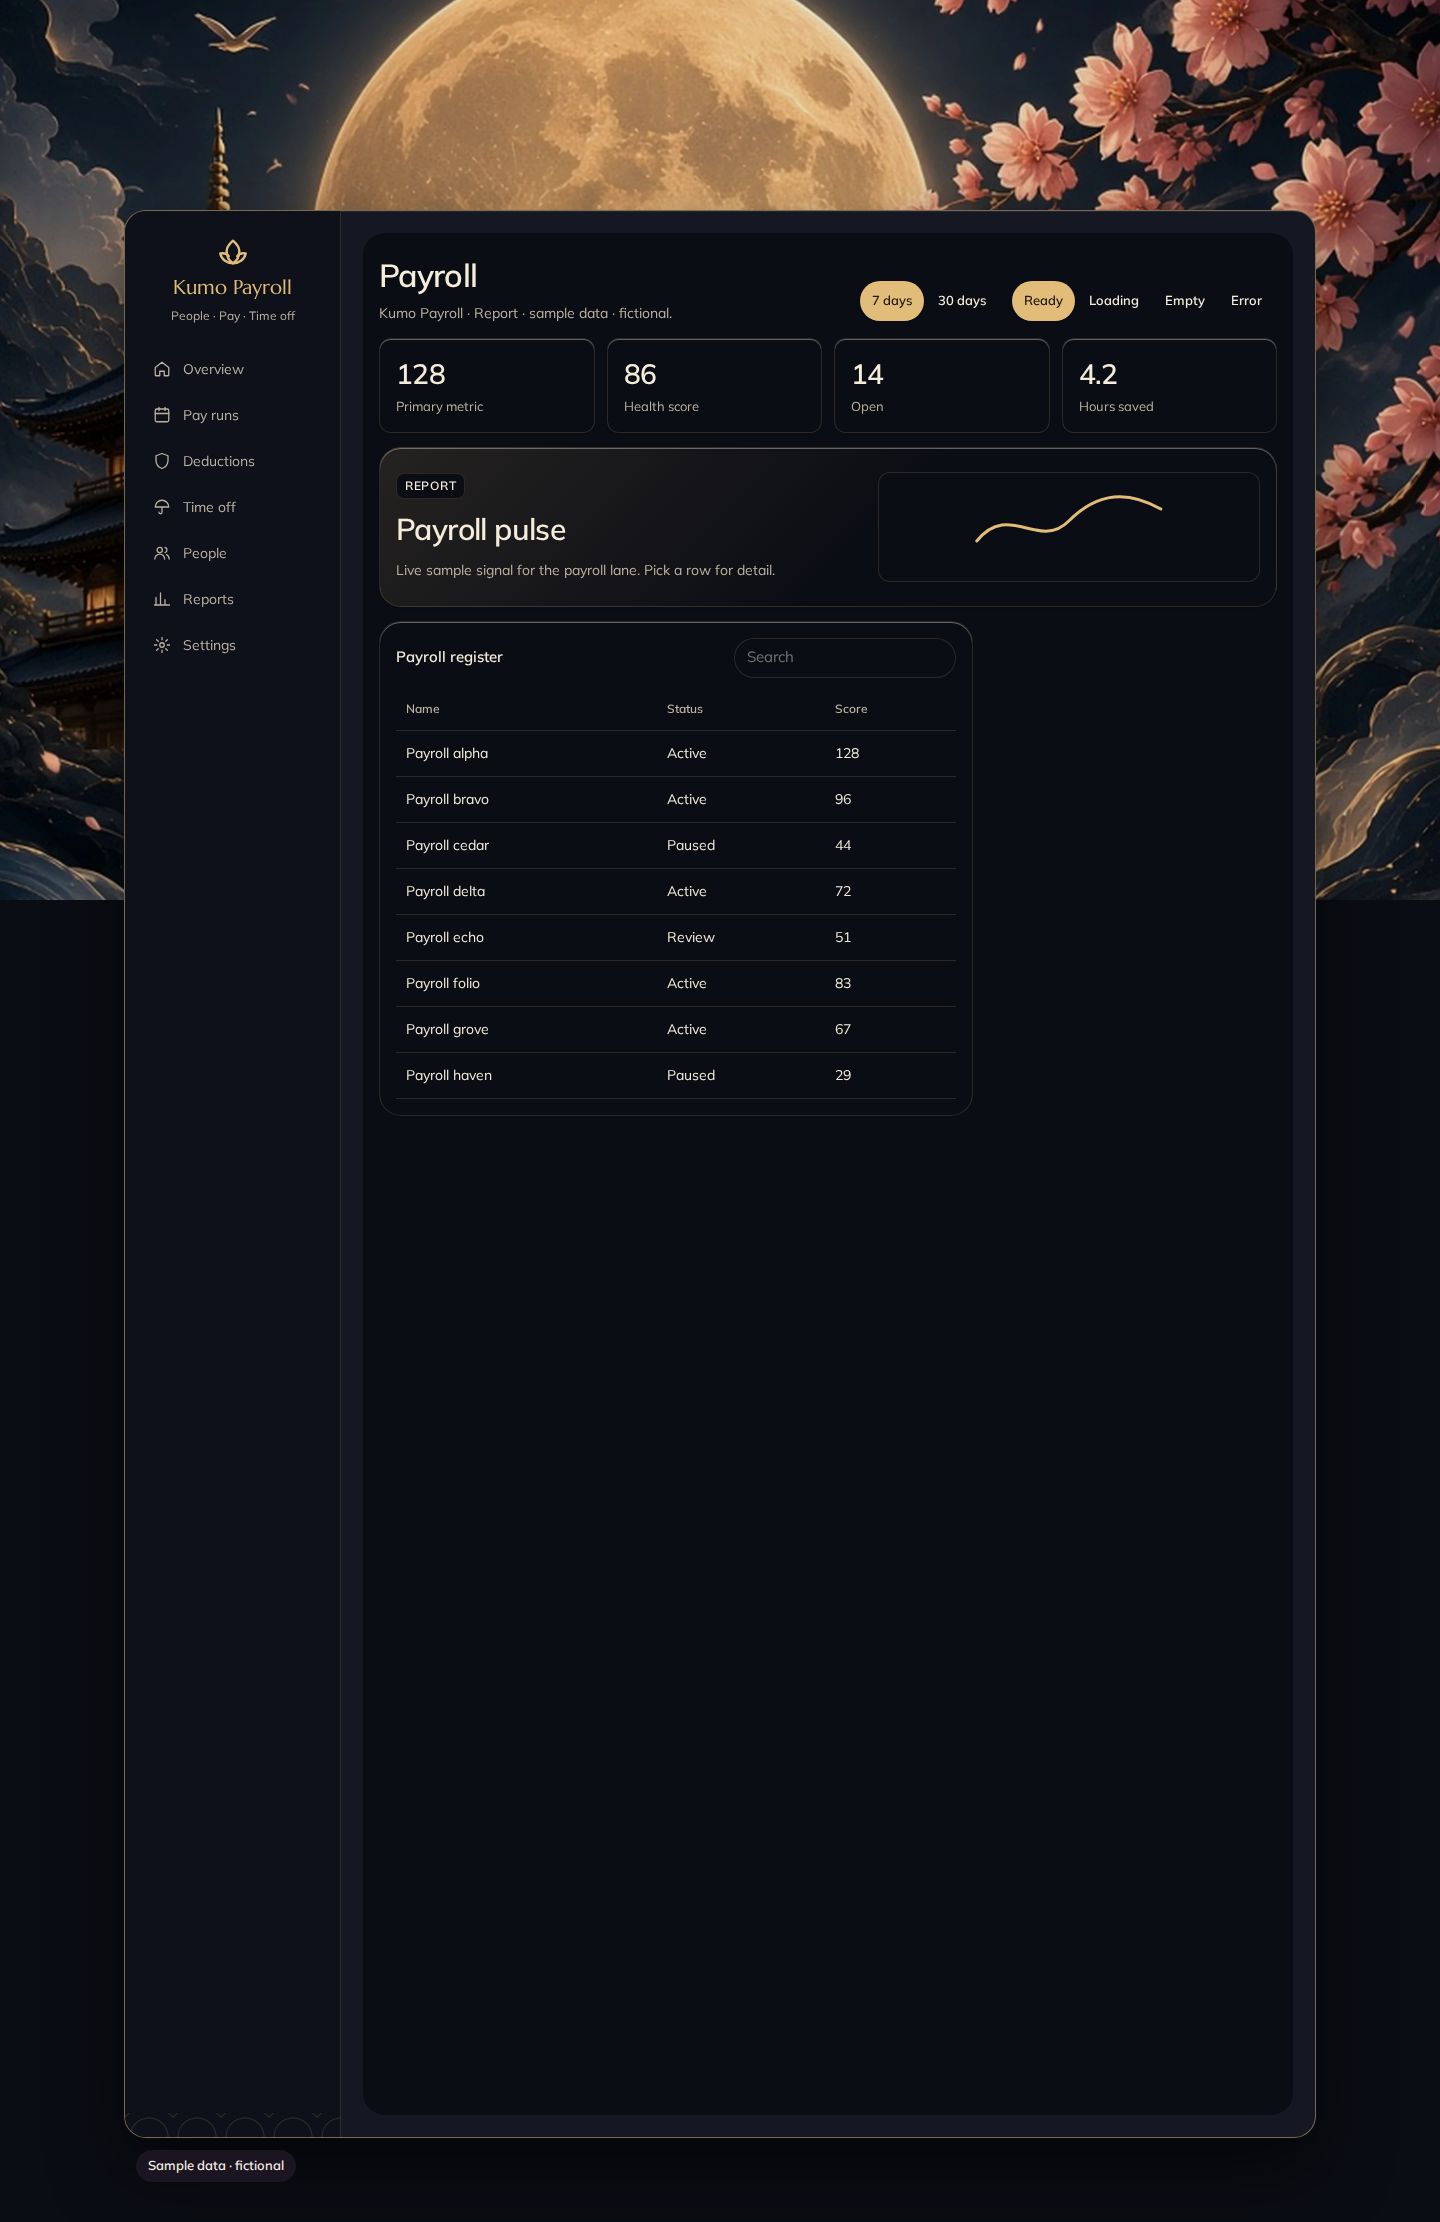 Kumo Payroll
People · Pay · Time off
Overview
Pay runs
Deductions
Time off
People
Reports
Settings
Payroll
Kumo Payroll · Report · sample data · fictional.
7 days 30 days Ready Loading Empty Error
128
Primary metric
86
Health score
14
Open
4.2
Hours saved
REPORT
Payroll pulse
Live sample signal for the payroll lane. Pick a row for detail.
Payroll register Search
Name Status Score
Payroll alpha Active 128
Payroll bravo Active 96
Payroll cedar Paused 44
Payroll delta Active 72
Payroll echo Review 51
Payroll folio Active 83
Payroll grove Active 67
Payroll haven Paused 29
Sample data · fictional